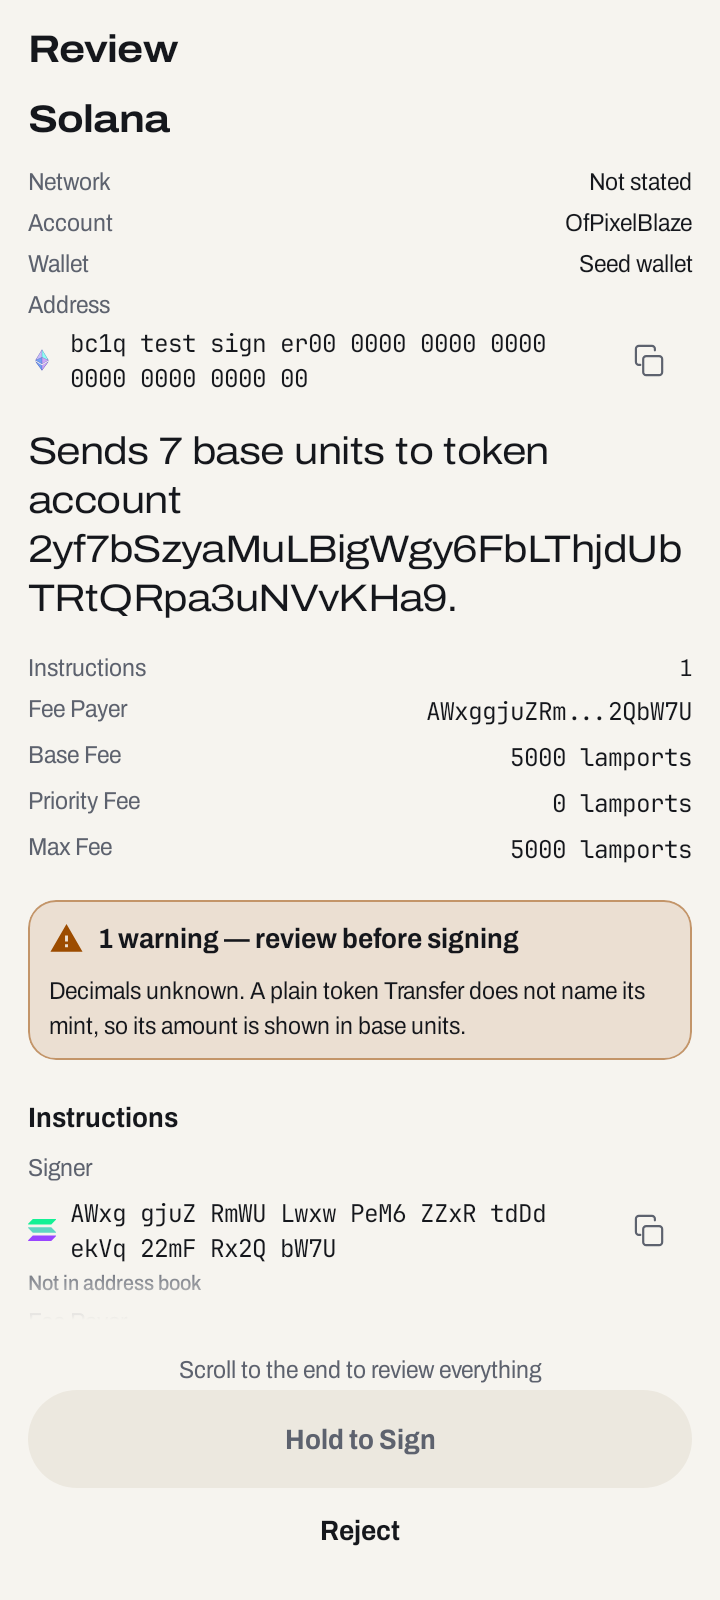 Review
Solana
Network Not stated
Account OfPixelBlaze
Wallet Seed wallet
Address
bc1q test sign er00 0000 0000 0000
0000 0000 0000 00
Sends 7 base units to token
account
2yf7bSzyaMuLBigWgy6FbLThjdUb
TRtQRpa3uNVvKHa9.
Instructions 1
Fee Payer AWxggjuZRm...2QbW7U
Base Fee 5000 lamports
Priority Fee 0 lamports
Max Fee 5000 lamports
1 warning — review before signing
Decimals unknown. A plain token Transfer does not name its
mint, so its amount is shown in base units.
Instructions
Signer
AWxg gjuZ RmWU Lwxw PeM6 ZZxR tdDd
ekVq 22mF Rx2Q bW7U
Not in address book
Scroll to the end to review everything
Hold to Sign
Reject